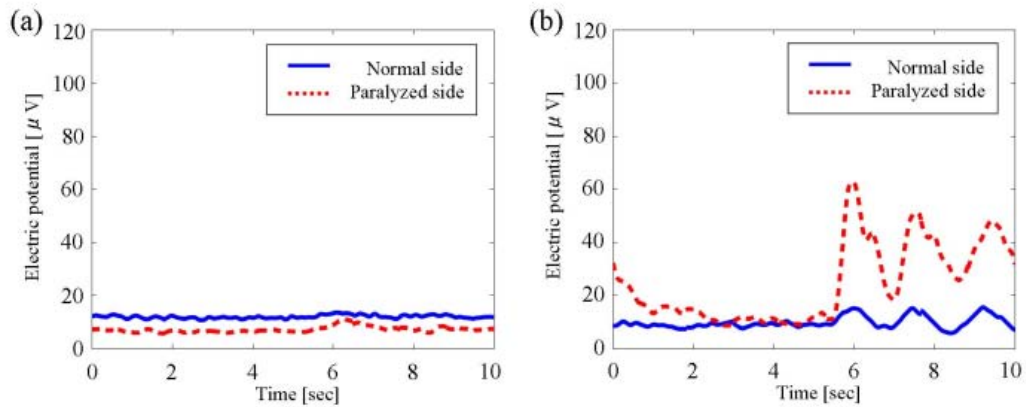 (a)
120
100
80
60
40
20
0
Electric potential [ μ V]
Normal side
Paralyzed side
0 2 4 6 8 10
Time [sec]
(b)
120
100
80
60
40
20
0
Electric potential [ μ V]
Normal side
Paralyzed side
0 2 4 6 8 10
Time [sec]